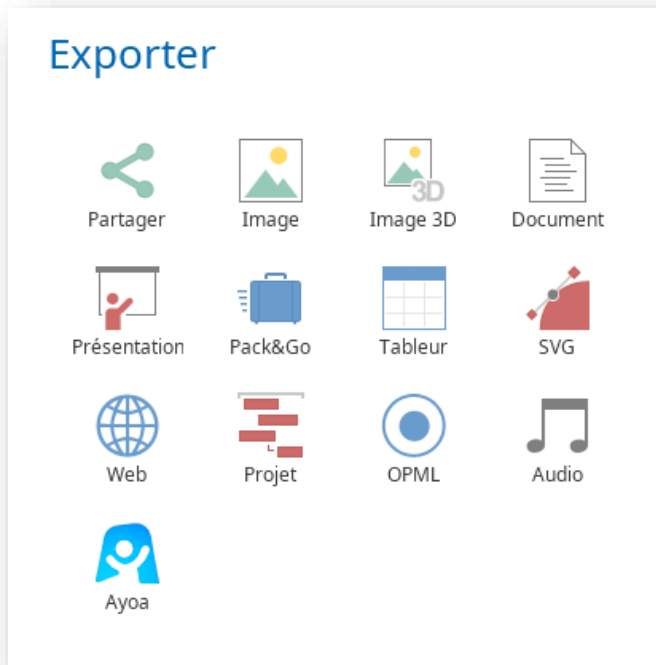 Exporter
Partager
Image
Image 3D
3D
Document
Présentation
Pack&Go
Tableur
SVG
Web
Projet
OPML
Audio
Ayoa